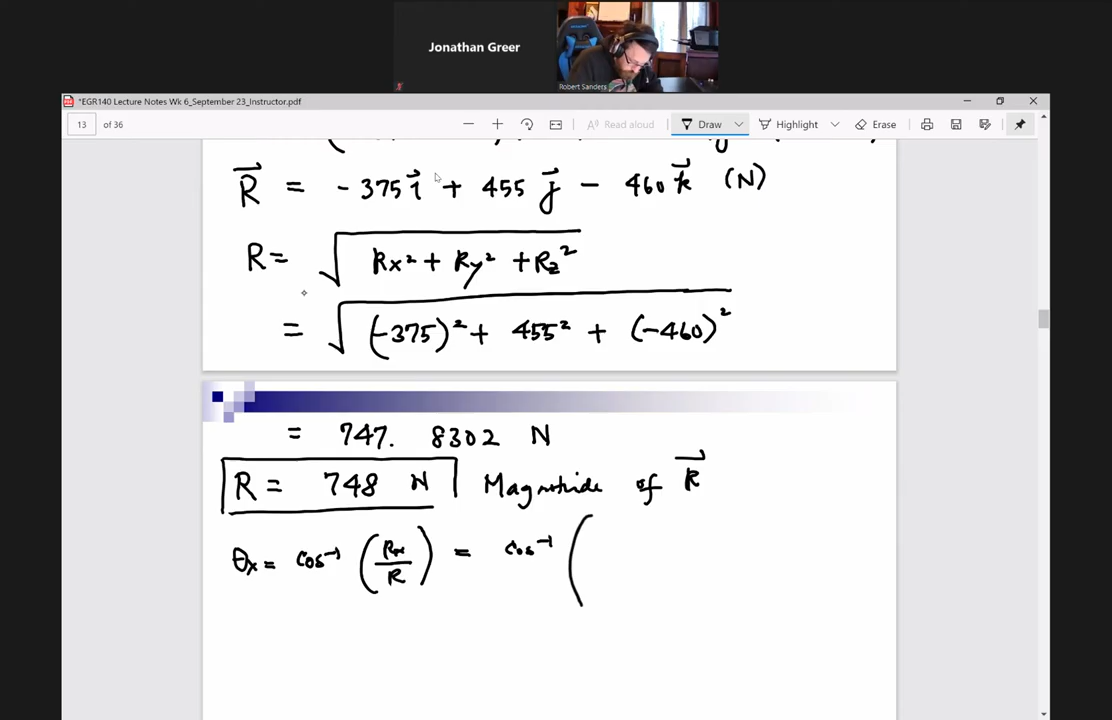 Jonathan Greer
Robert Sanders
*EGR140 Lecture Notes Wk 6_September 23_Instructor.pdf
13 of 36 Read aloud Draw Highlight Erase
R⃗ = - 375 i⃗ + 455 j⃗ - 460 k⃗ (N)
R = √(Rx² + Ry² + Rz²)
= √((-375)² + 455² + (-460)²)
= 747. 8302 N
R = 748 N Magnitude of R⃗
θx = cos⁻¹ (Rx/R) = cos⁻¹ (